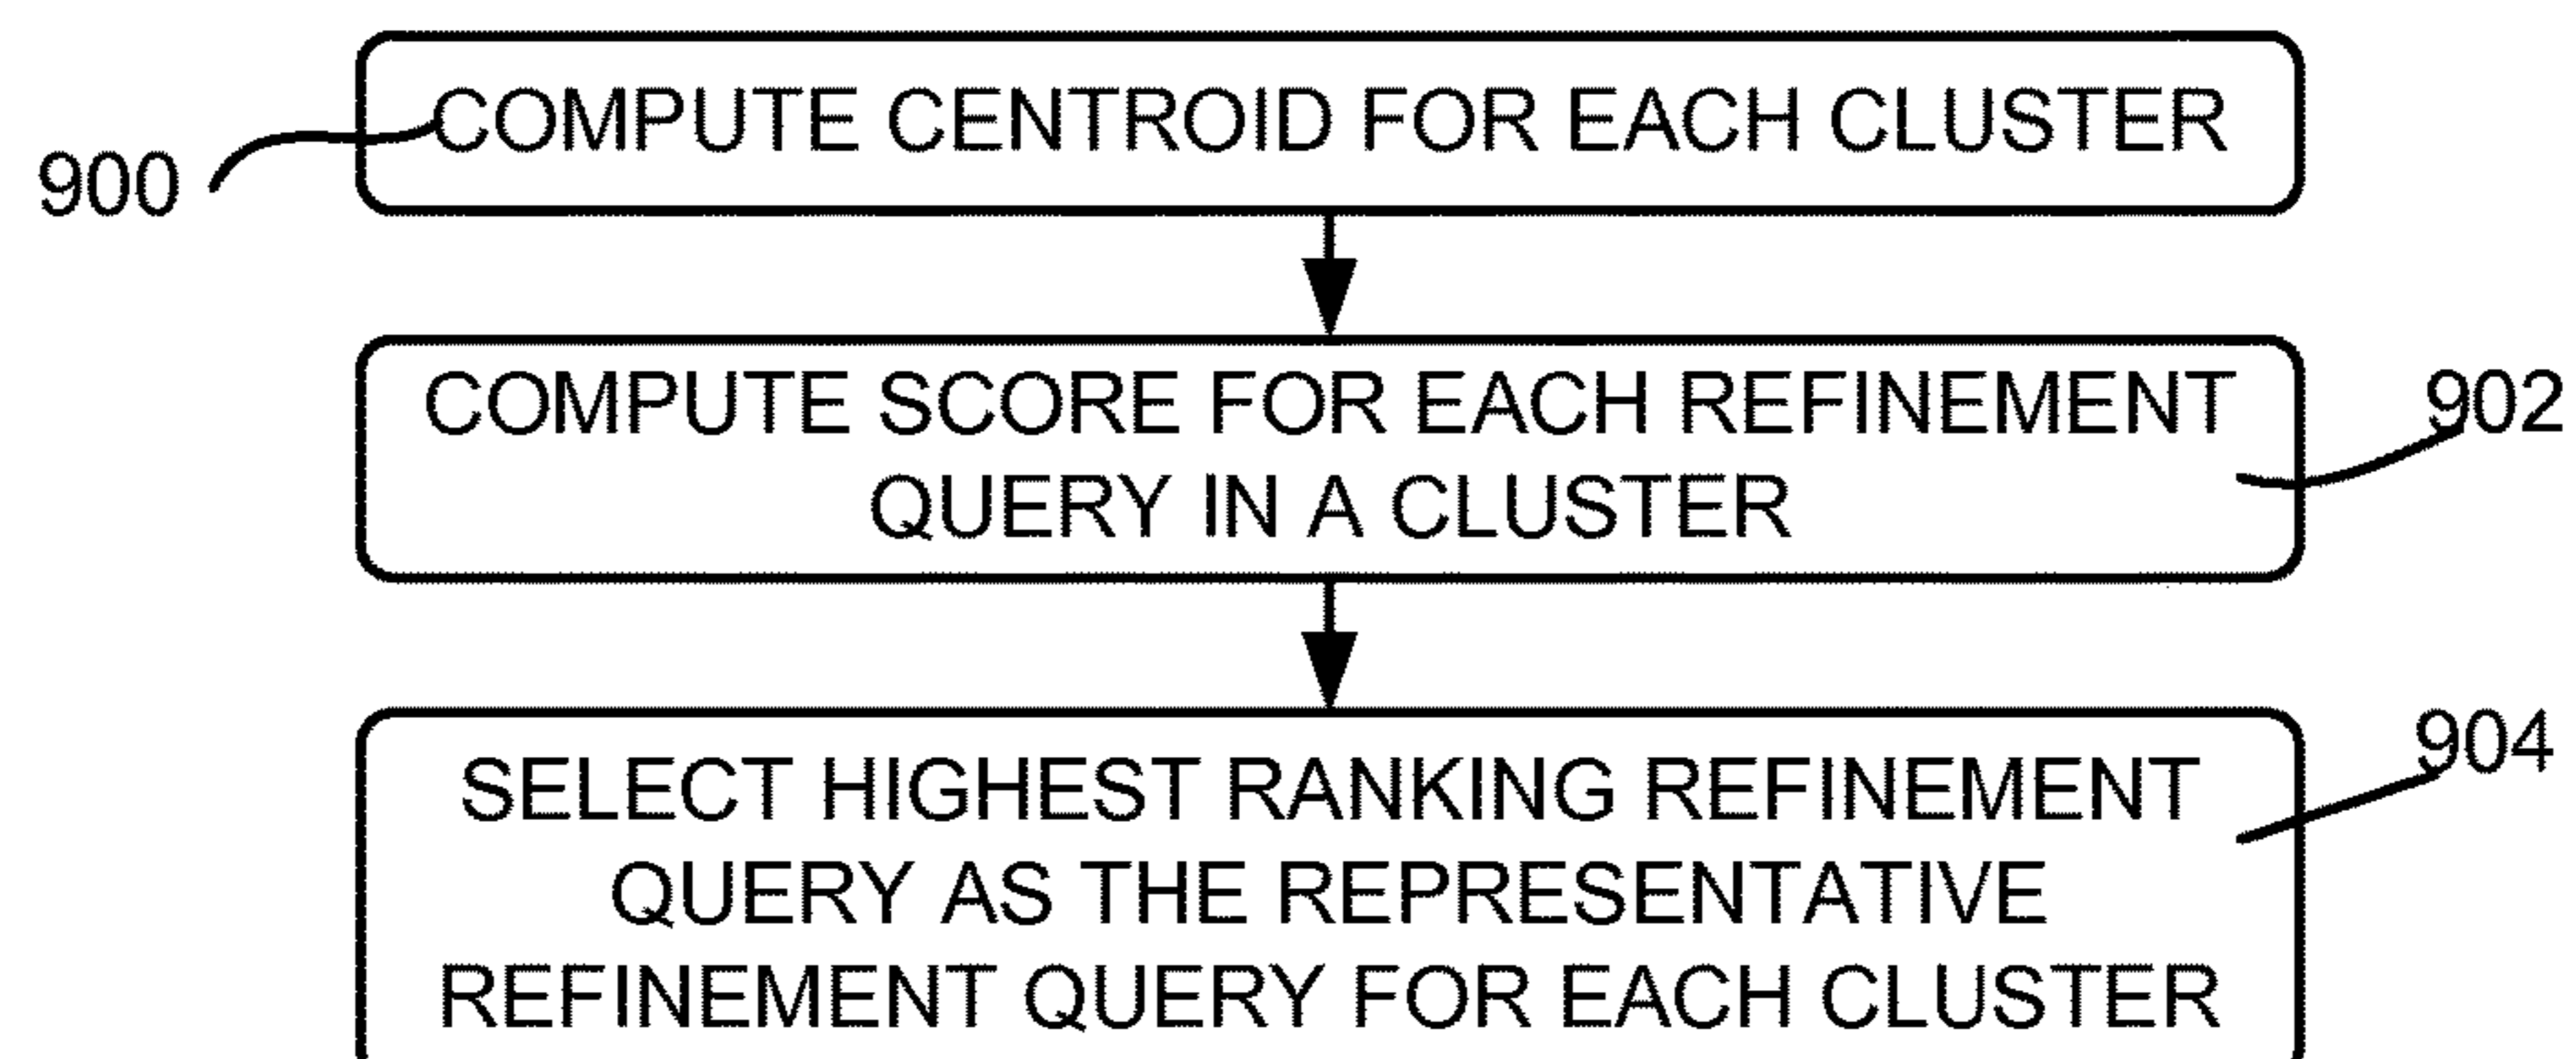 COMPUTE CENTROID FOR EACH CLUSTER
900
COMPUTE SCORE FOR EACH REFINEMENT
QUERY IN A CLUSTER
902
SELECT HIGHEST RANKING REFINEMENT
QUERY AS THE REPRESENTATIVE
REFINEMENT QUERY FOR EACH CLUSTER
904